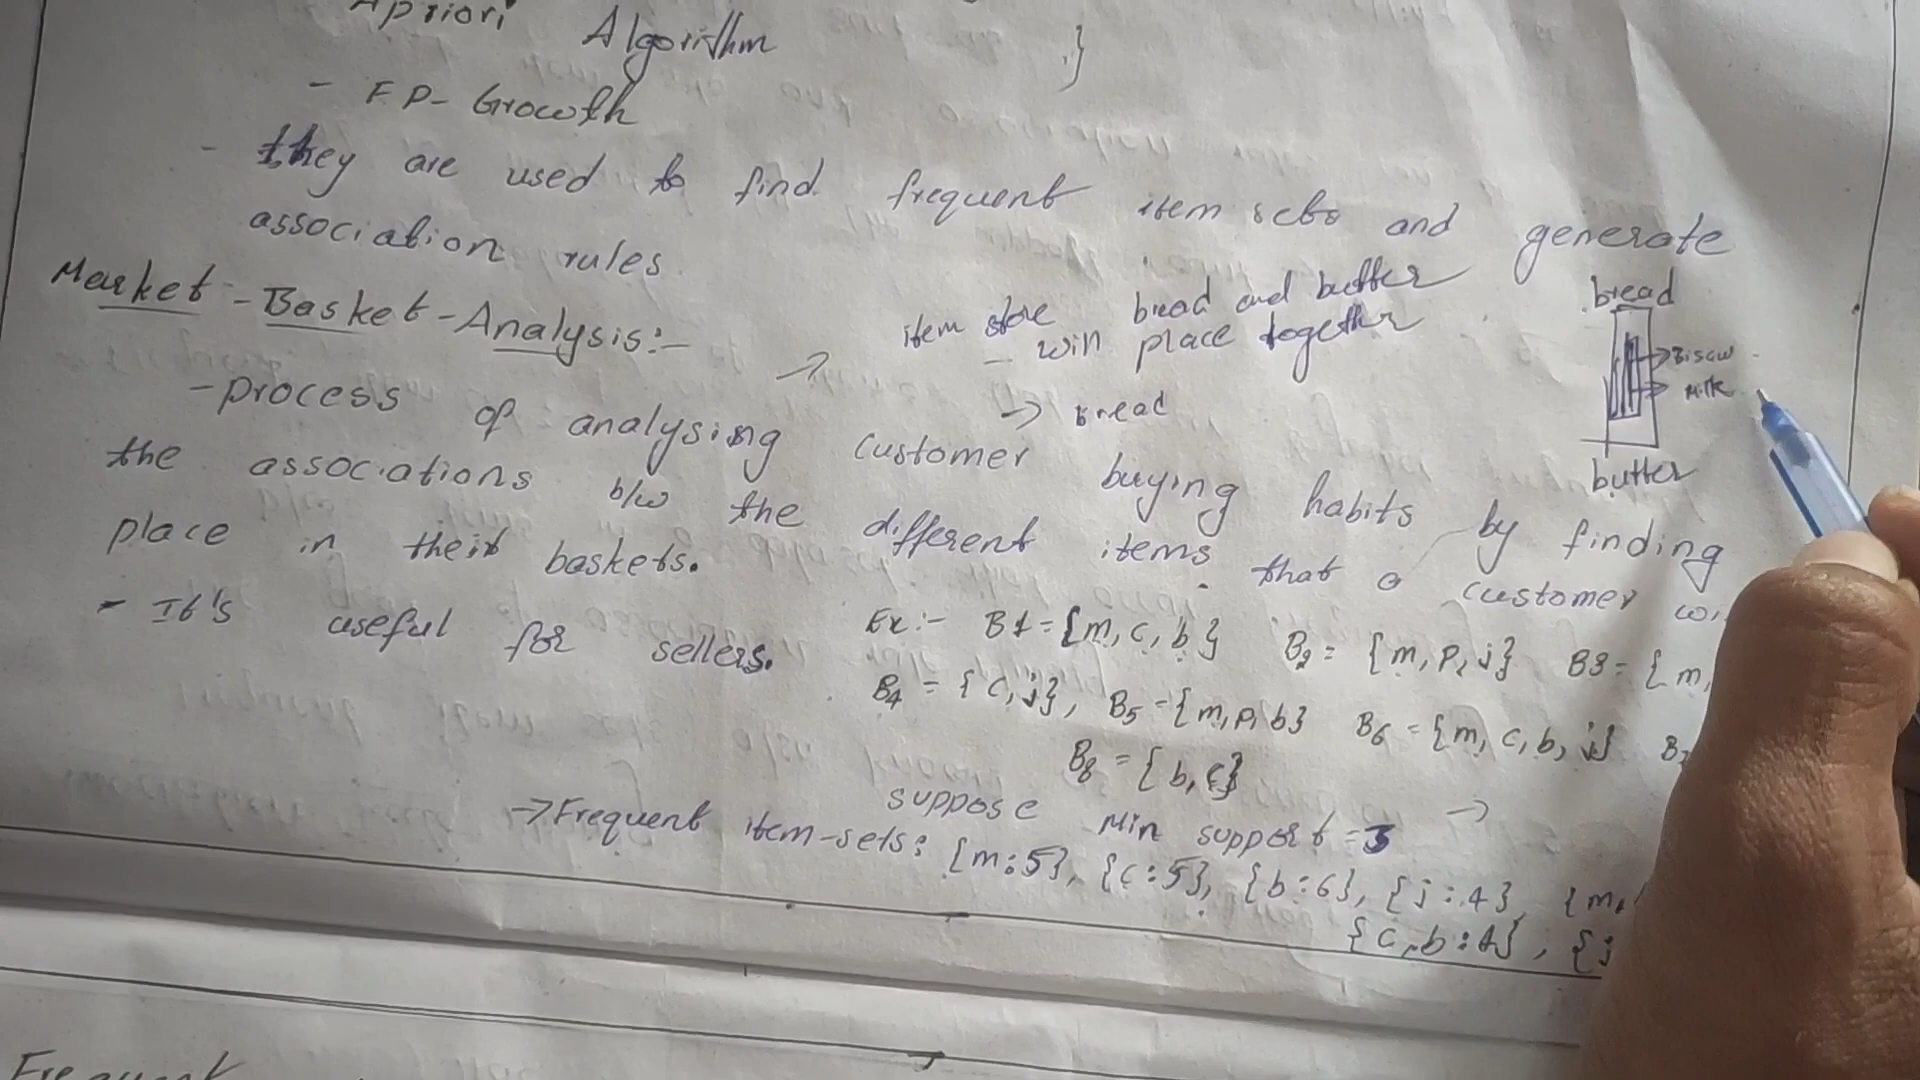 Apriori Algorithm }
- FP- Growth
- they are used to find frequent item sets and generate
association rules
Market-Basket-Analysis:-
item store bread and butter
- will place together
→ Bread
bread
→ Biscu
→ Milk
butter
-process of analysing customer buying habits by finding
the associations b/w the different items that a customer
place in their baskets.
- It's useful for sellers.
Ex:- B1={m, c, b} B2= {m, p, j} B3= { m,
B4 = {c, j}, B5 ={m, p, b} B6 ={m, c, b, j}
B8 = {b, c}
suppose Min support =3 →
→Frequent item-sets: {m:5}, {c:5}, {b:6}, {j:4}, {m,
{c, b:4}, {j
Frequent